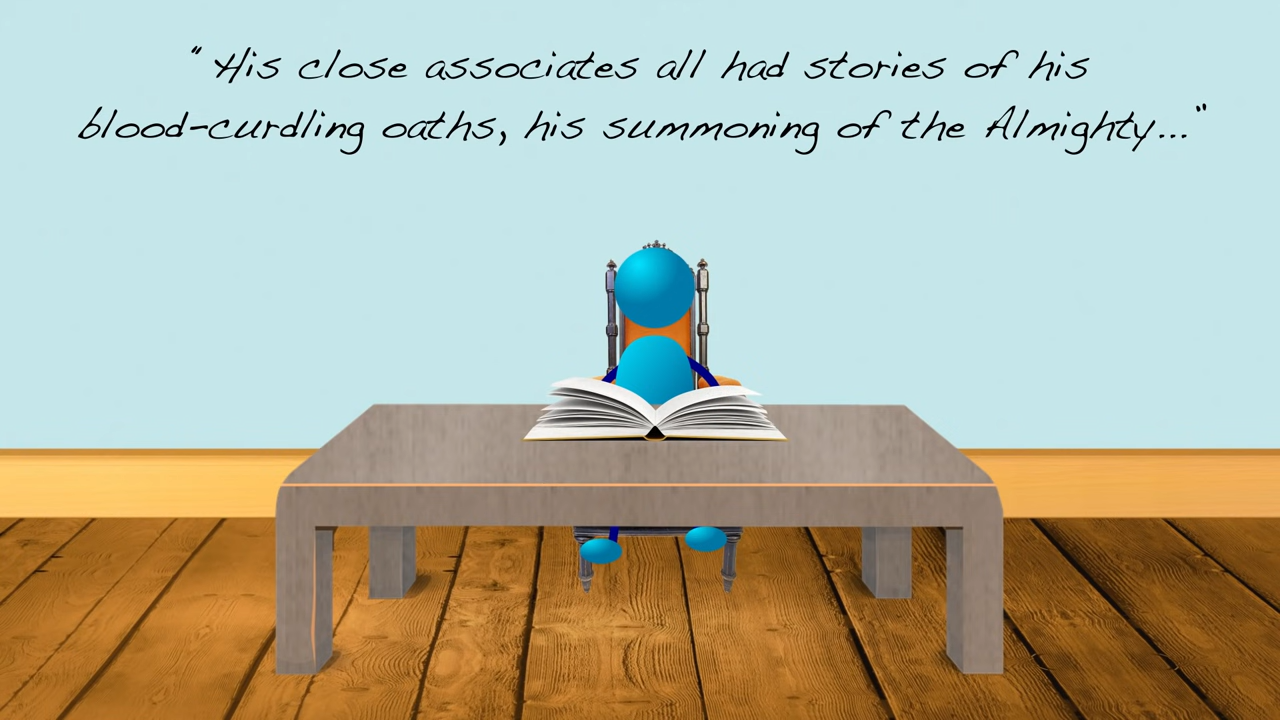 “His close associates all had stories of his
blood-curdling oaths, his summoning of the Almighty...”